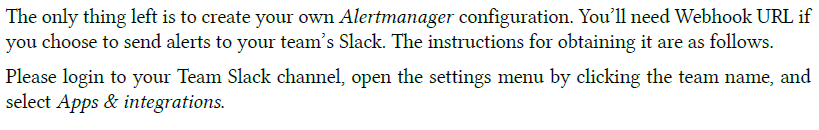 The only thing left is to create your own Alertmanager configuration. You’ll need Webhook URL if
you choose to send alerts to your team’s Slack. The instructions for obtaining it are as follows.
Please login to your Team Slack channel, open the settings menu by clicking the team name, and
select Apps & integrations.